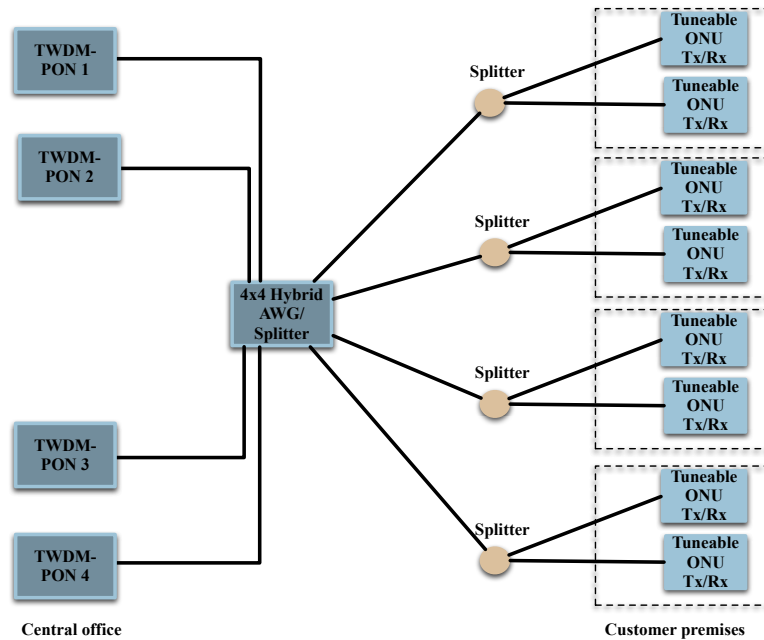 TWDM-
PON 1
TWDM-
PON 2
TWDM-
PON 3
TWDM-
PON 4
Central office
4x4 Hybrid
AWG/
Splitter
Splitter
Splitter
Splitter
Splitter
Tuneable
ONU
Tx/Rx
Tuneable
ONU
Tx/Rx
Tuneable
ONU
Tx/Rx
Tuneable
ONU
Tx/Rx
Tuneable
ONU
Tx/Rx
Tuneable
ONU
Tx/Rx
Tuneable
ONU
Tx/Rx
Tuneable
ONU
Tx/Rx
Customer premises